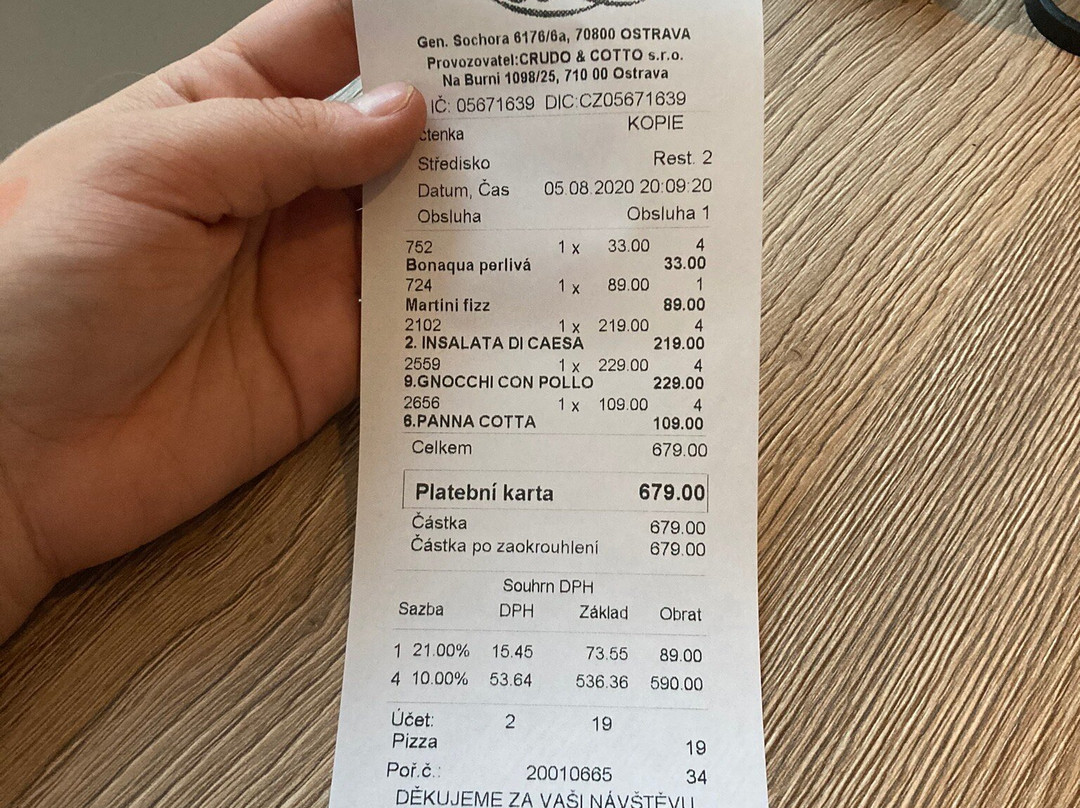 Gen. Sochora 6176/6a, 70800 OSTRAVA
Provozovatel:CRUDO & COTTO s.r.o.
Na Burni 1098/25, 710 00 Ostrava
IČ: 05671639 DIC:CZ05671639
čtenka KOPIE
Středisko Rest. 2
Datum, Čas 05.08.2020 20:09:20
Obsluha Obsluha 1
752 1 x 33.00 4
Bonaqua perlivá 33.00
724 1 x 89.00 1
Martini fizz 89.00
2102 1 x 219.00 4
2. INSALATA DI CAESA 219.00
2559 1 x 229.00 4
9.GNOCCHI CON POLLO 229.00
2656 1 x 109.00 4
6.PANNA COTTA 109.00
Celkem 679.00
Platební karta 679.00
Částka 679.00
Částka po zaokrouhlení 679.00
Souhrn DPH
Sazba DPH Základ Obrat
1 21.00% 15.45 73.55 89.00
4 10.00% 53.64 536.36 590.00
Účet: 2 19
Pizza 19
Poř.č.: 20010665 34
DĚKUJEME ZA VAŠI NÁVŠTĚVU